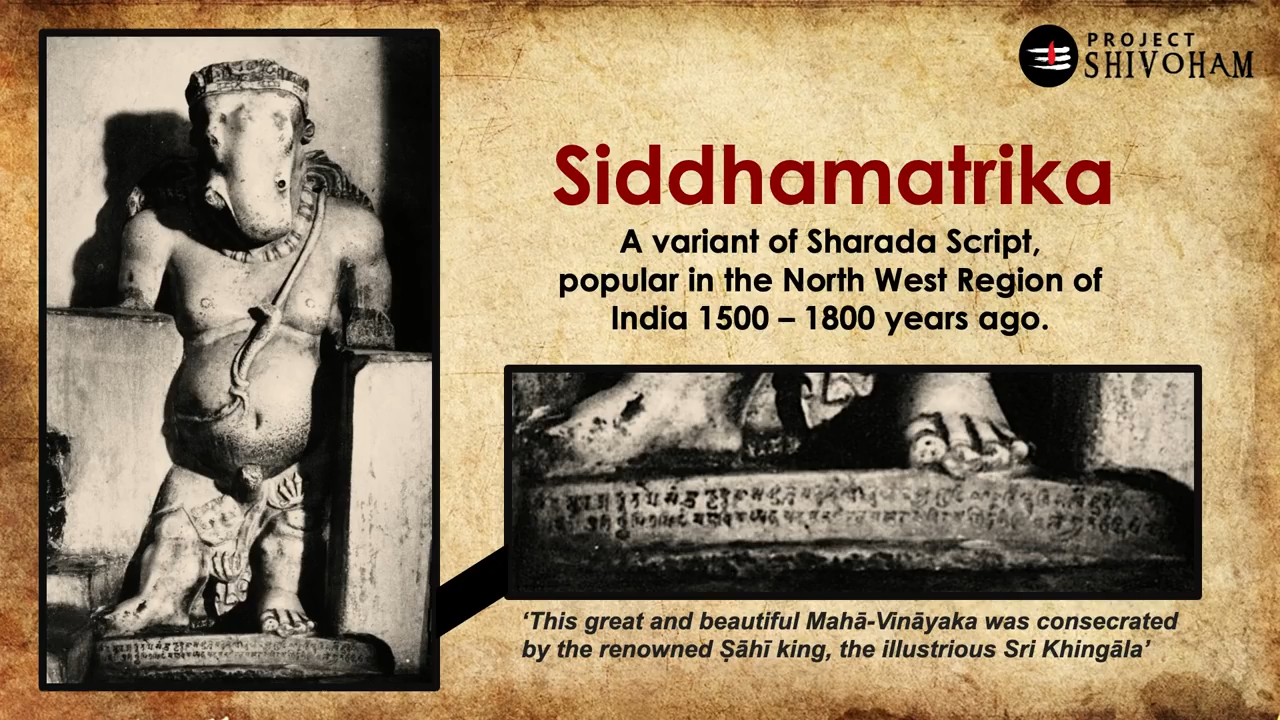 PROJECT
SHIVOHAM
Siddhamatrika
A variant of Sharada Script,
popular in the North West Region of
India 1500 – 1800 years ago.
‘This great and beautiful Mahā-Vināyaka was consecrated
by the renowned Ṣāhī king, the illustrious Sri Khingāla’